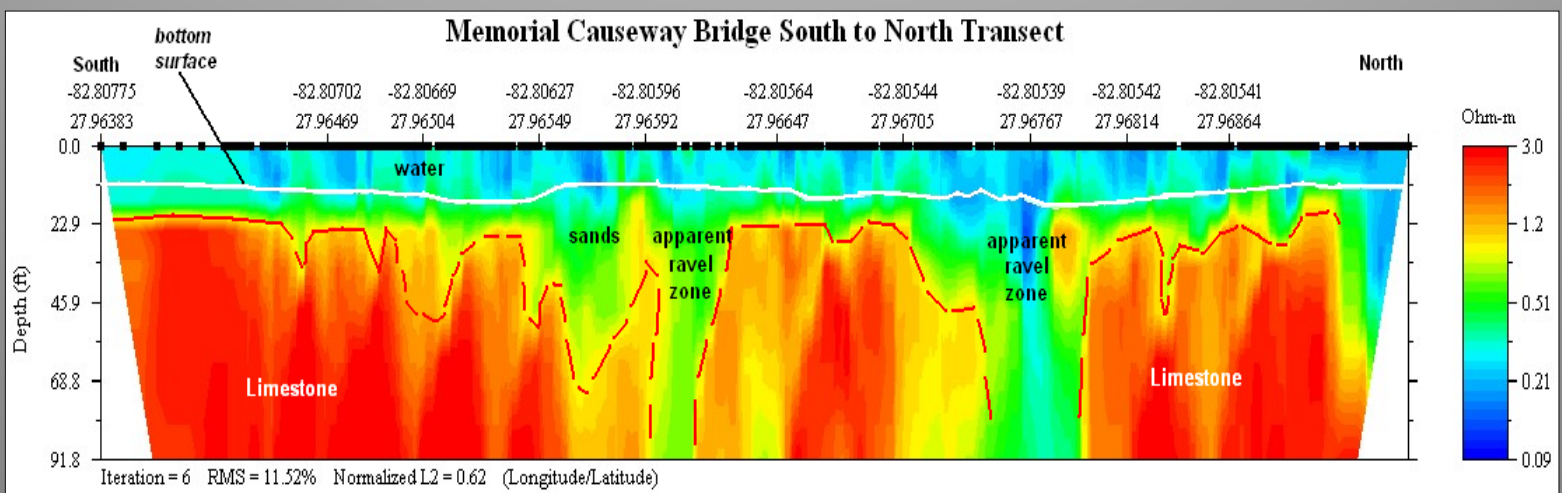 Memorial Causeway Bridge South to North Transect
bottom
surface
South
North
-82.80775 -82.80702 -82.80669 -82.80627 -82.80596 -82.80564 -82.80544 -82.80539 -82.80542 -82.80541
27.96383 27.96469 27.96504 27.96549 27.96592 27.96647 27.96705 27.96767 27.96814 27.96864
Ohm-m
0.0
22.9
45.9
68.8
91.8
Depth (ft)
water
sands
apparent
ravel
zone
apparent
ravel
zone
Limestone
Limestone
3.0
1.2
0.51
0.21
0.09
Iteration = 6 RMS = 11.52% Normalized L2 = 0.62 (Longitude/Latitude)